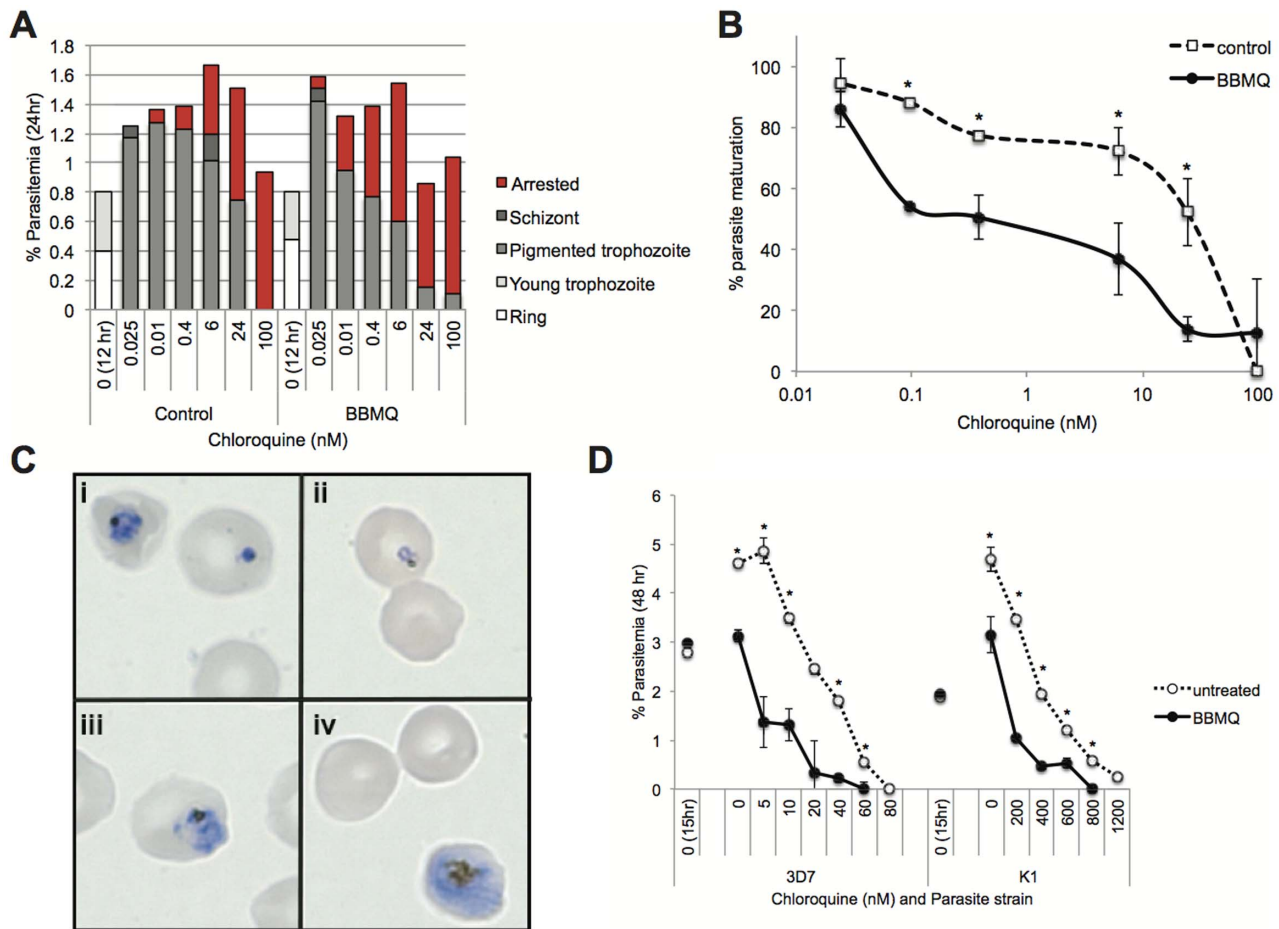 A
% Parasitemia (24hr)
1.8
1.6
1.4
1.2
1
0.8
0.6
0.4
0.2
0
0 (12 hr)
0.025
0.01
0.4
6
24
100
0 (12 hr)
0.025
0.01
0.4
6
24
100
Control
BBMQ
Chloroquine (nM)
Arrested
Schizont
Pigmented trophozoite
Young trophozoite
Ring
B
% parasite maturation
100
80
60
40
20
0
0.01
0.1
1
10
100
Chloroquine (nM)
control
BBMQ
*
*
*
*
C
i
ii
iii
iv
D
% Parasitemia (48 hr)
6
5
4
3
2
1
0
*
*
*
*
*
*
*
*
*
*
0 (15hr)
0
5
10
20
40
60
80
0 (15hr)
0
200
400
600
800
1200
3D7
K1
Chloroquine (nM) and Parasite strain
untreated
BBMQ